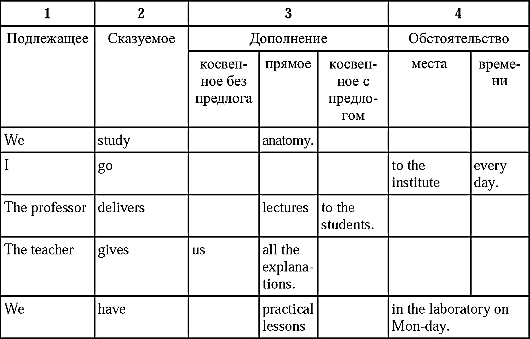 1 2 3 4
Подлежащее Сказуемое Дополнение Обстоятельство
косвен- прямое косвен- места време-
ное без ное с ни
предлога предло-
гом
We study anatomy.
I go to the every
institute day.
The professor delivers lectures to the
students.
The teacher gives us all the
explana-
tions.
We have practical in the laboratory on
lessons Mon-day.